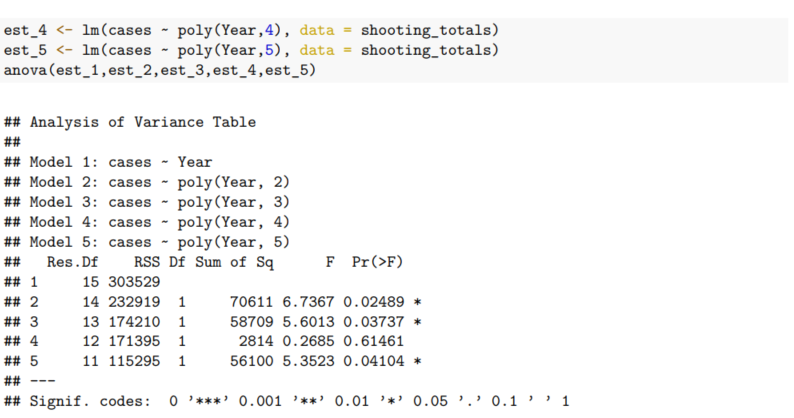 est_4 <- lm(cases ~ poly(Year,4), data = shooting_totals)
est_5 <- lm(cases ~ poly(Year,5), data = shooting_totals)
anova(est_1,est_2,est_3,est_4,est_5)
## Analysis of Variance Table
##
## Model 1: cases ~ Year
## Model 2: cases ~ poly(Year, 2)
## Model 3: cases ~ poly(Year, 3)
## Model 4: cases ~ poly(Year, 4)
## Model 5: cases ~ poly(Year, 5)
##   Res.Df    RSS Df Sum of Sq      F  Pr(>F)
## 1     15 303529
## 2     14 232919  1     70611 6.7367 0.02489 *
## 3     13 174210  1     58709 5.6013 0.03737 *
## 4     12 171395  1      2814 0.2685 0.61461
## 5     11 115295  1     56100 5.3523 0.04104 *
## ---
## Signif. codes:  0 '***' 0.001 '**' 0.01 '*' 0.05 '.' 0.1 ' ' 1